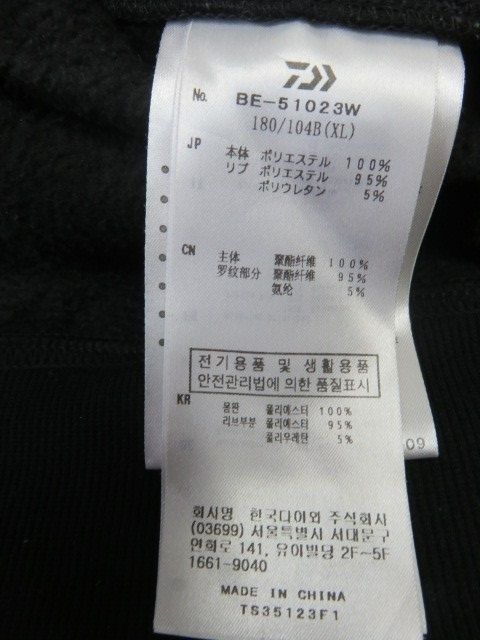 No. BE-51023W
180/104B(XL)
JP
本体 ポリエステル 100%
リブ ポリエステル 95%
ポリウレタン 5%
CN
主体 聚酯纤维 100%
罗纹部分 聚酯纤维 95%
氨纶 5%
전기용품 및 생활용품
안전관리법에 의한 품질표시
KR
몸판 폴리에스터 100%
리브부분 폴리에스터 95%
폴리우레탄 5%
09
회사명 한국다이와 주식회사
(03699) 서울특별시 서대문구
연희로 141, 유이빌딩 2F~5F
1661-9040
MADE IN CHINA
TS35123F1